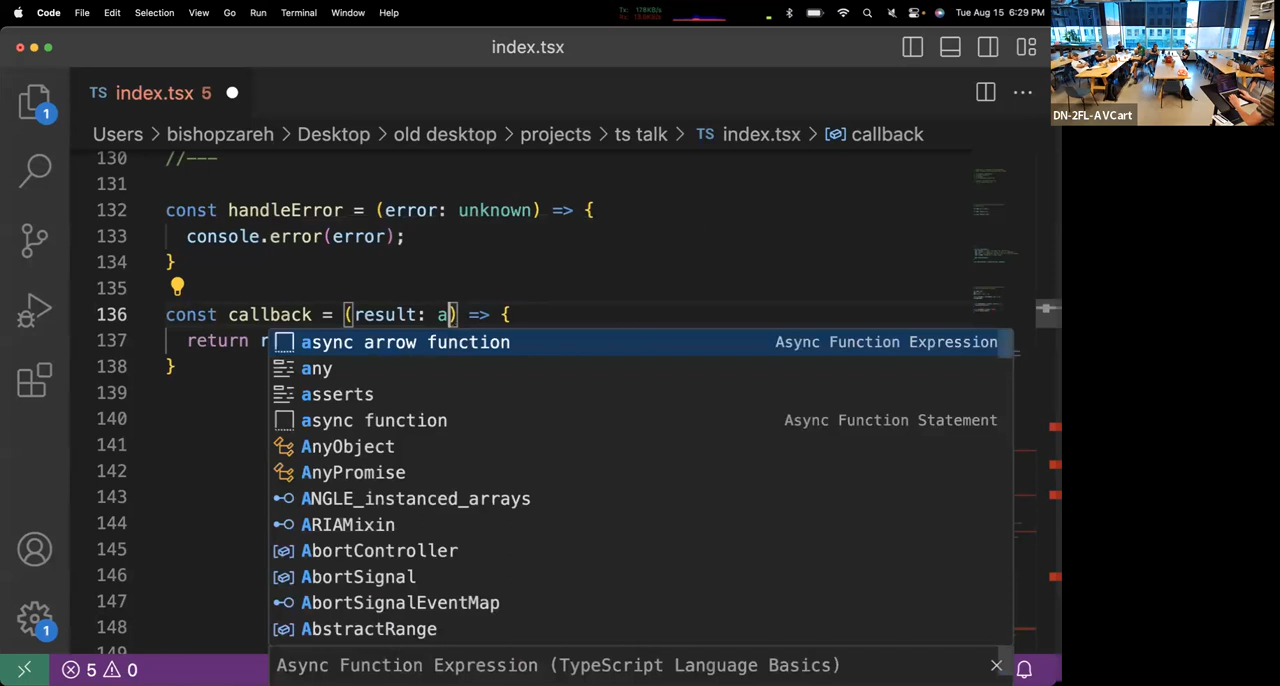 Code File Edit Selection View Go Run Terminal Window Help Tue Aug 15 6:29 PM
index.tsx
TS index.tsx 5
Users > bishopzareh > Desktop > old desktop > projects > ts talk > TS index.tsx > callback
DN-2FL-AVCart
130 //---
131
132 const handleError = (error: unknown) => {
133 console.error(error);
134 }
135
136 const callback = (result: a) => {
137 return r
138 }
139
140
141
142
143
144
145
146
147
148
149
async arrow function Async Function Expression
any
asserts
async function Async Function Statement
AnyObject
AnyPromise
ANGLE_instanced_arrays
ARIAMixin
AbortController
AbortSignal
AbortSignalEventMap
AbstractRange
Async Function Expression (TypeScript Language Basics)
1
1
5 0